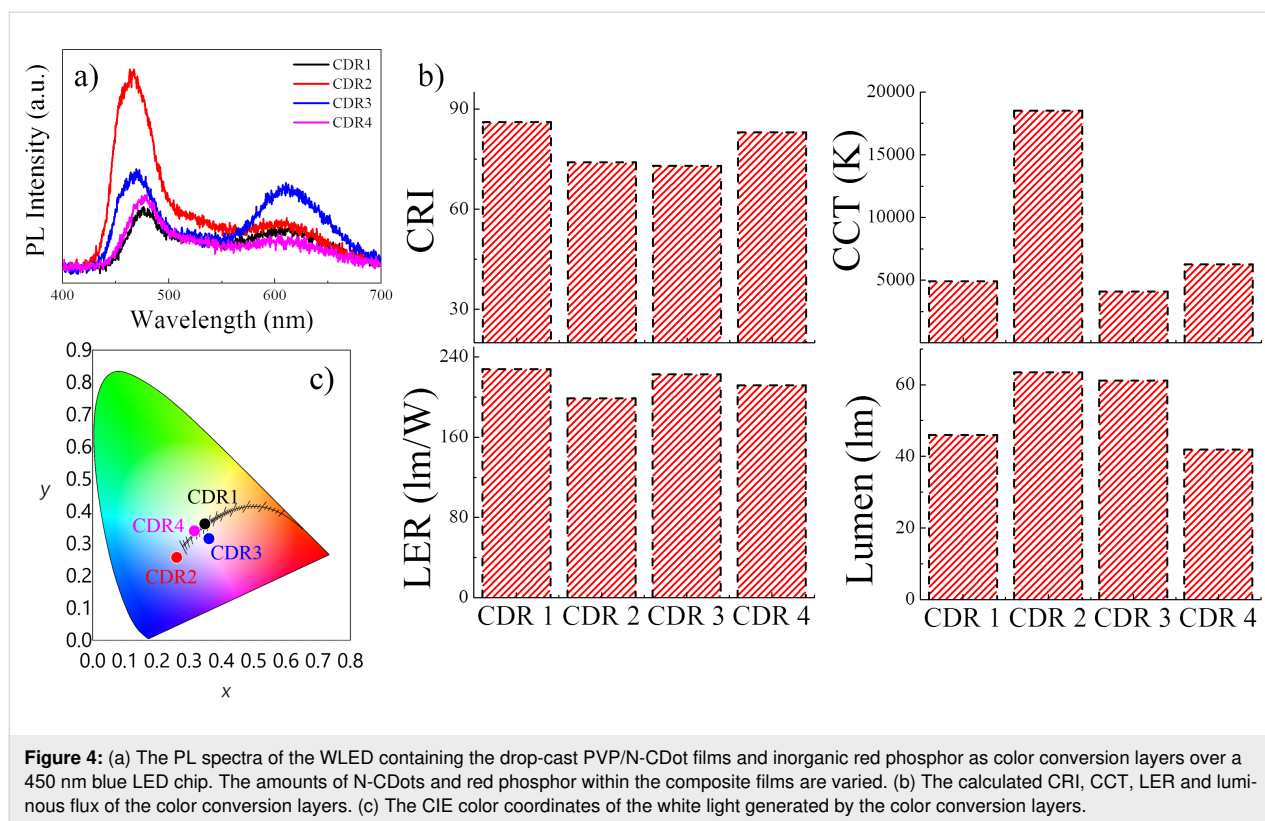 a)
CDR1
CDR2
CDR3
CDR4
PL Intensity (a.u.)
400 500 600 700
Wavelength (nm)
b)
90
60
30
CRI
20000
15000
10000
5000
CCT (K)
240
160
80
0
LER (lm/W)
CDR 1 CDR 2 CDR 3 CDR 4
60
40
20
0
Lumen (lm)
CDR 1 CDR 2 CDR 3 CDR 4
c)
0.9
0.8
0.7
0.6
0.5
0.4
0.3
0.2
0.1
0.0
y
CDR1
CDR4
CDR3
CDR2
0.0 0.1 0.2 0.3 0.4 0.5 0.6 0.7 0.8
x
Figure 4: (a) The PL spectra of the WLED containing the drop-cast PVP/N-CDot films and inorganic red phosphor as color conversion layers over a
450 nm blue LED chip. The amounts of N-CDots and red phosphor within the composite films are varied. (b) The calculated CRI, CCT, LER and lumi-
nous flux of the color conversion layers. (c) The CIE color coordinates of the white light generated by the color conversion layers.